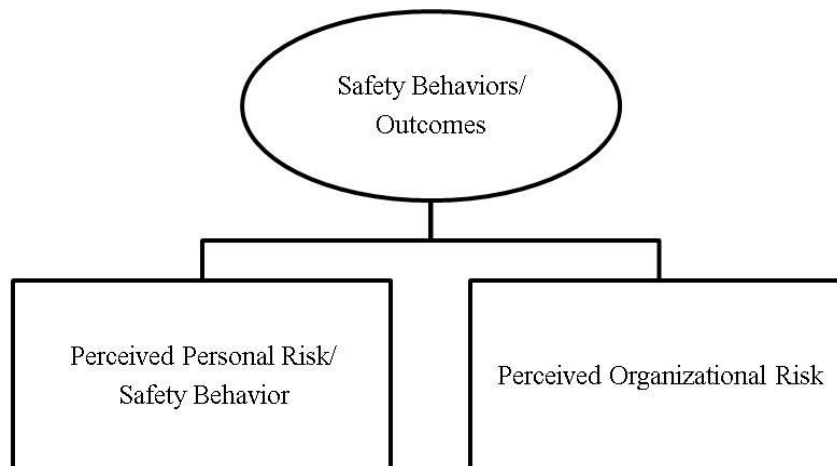 Safety Behaviors/
Outcomes
Perceived Personal Risk/
Safety Behavior
Perceived Organizational Risk